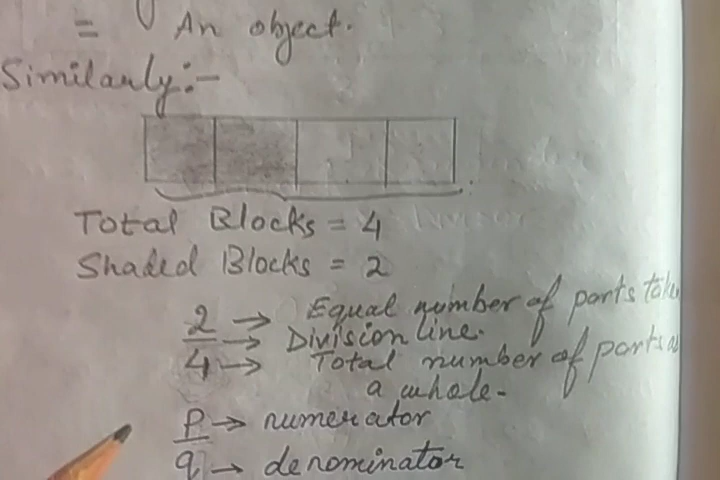 = An object.
Similarly:-
Total Blocks = 4
Shaded Blocks = 2
2 → Equal number of parts
→ Division line.
4 → Total number of parts
a whole.
p → numerator
q → denominator